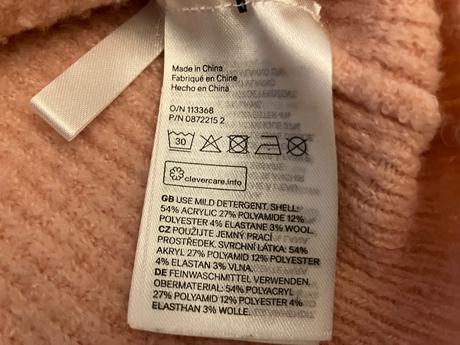 Made in China
Fabriqué en Chine
Hecho en China
O/N 113368
P/N 0872215 2
30
clevercare.info
GB USE MILD DETERGENT. SHELL:
54% ACRYLIC 27% POLYAMIDE 12%
POLYESTER 4% ELASTANE 3% WOOL.
CZ POUŽIJTE JEMNÝ PRACÍ
PROSTŘEDEK. SVRCHNÍ LÁTKA: 54%
AKRYL 27% POLYAMID 12% POLYESTER
4% ELASTAN 3% VLNA.
DE FEINWASCHMITTEL VERWENDEN.
OBERMATERIAL: 54% POLYACRYL
27% POLYAMID 12% POLYESTER 4%
ELASTHAN 3% WOLLE.